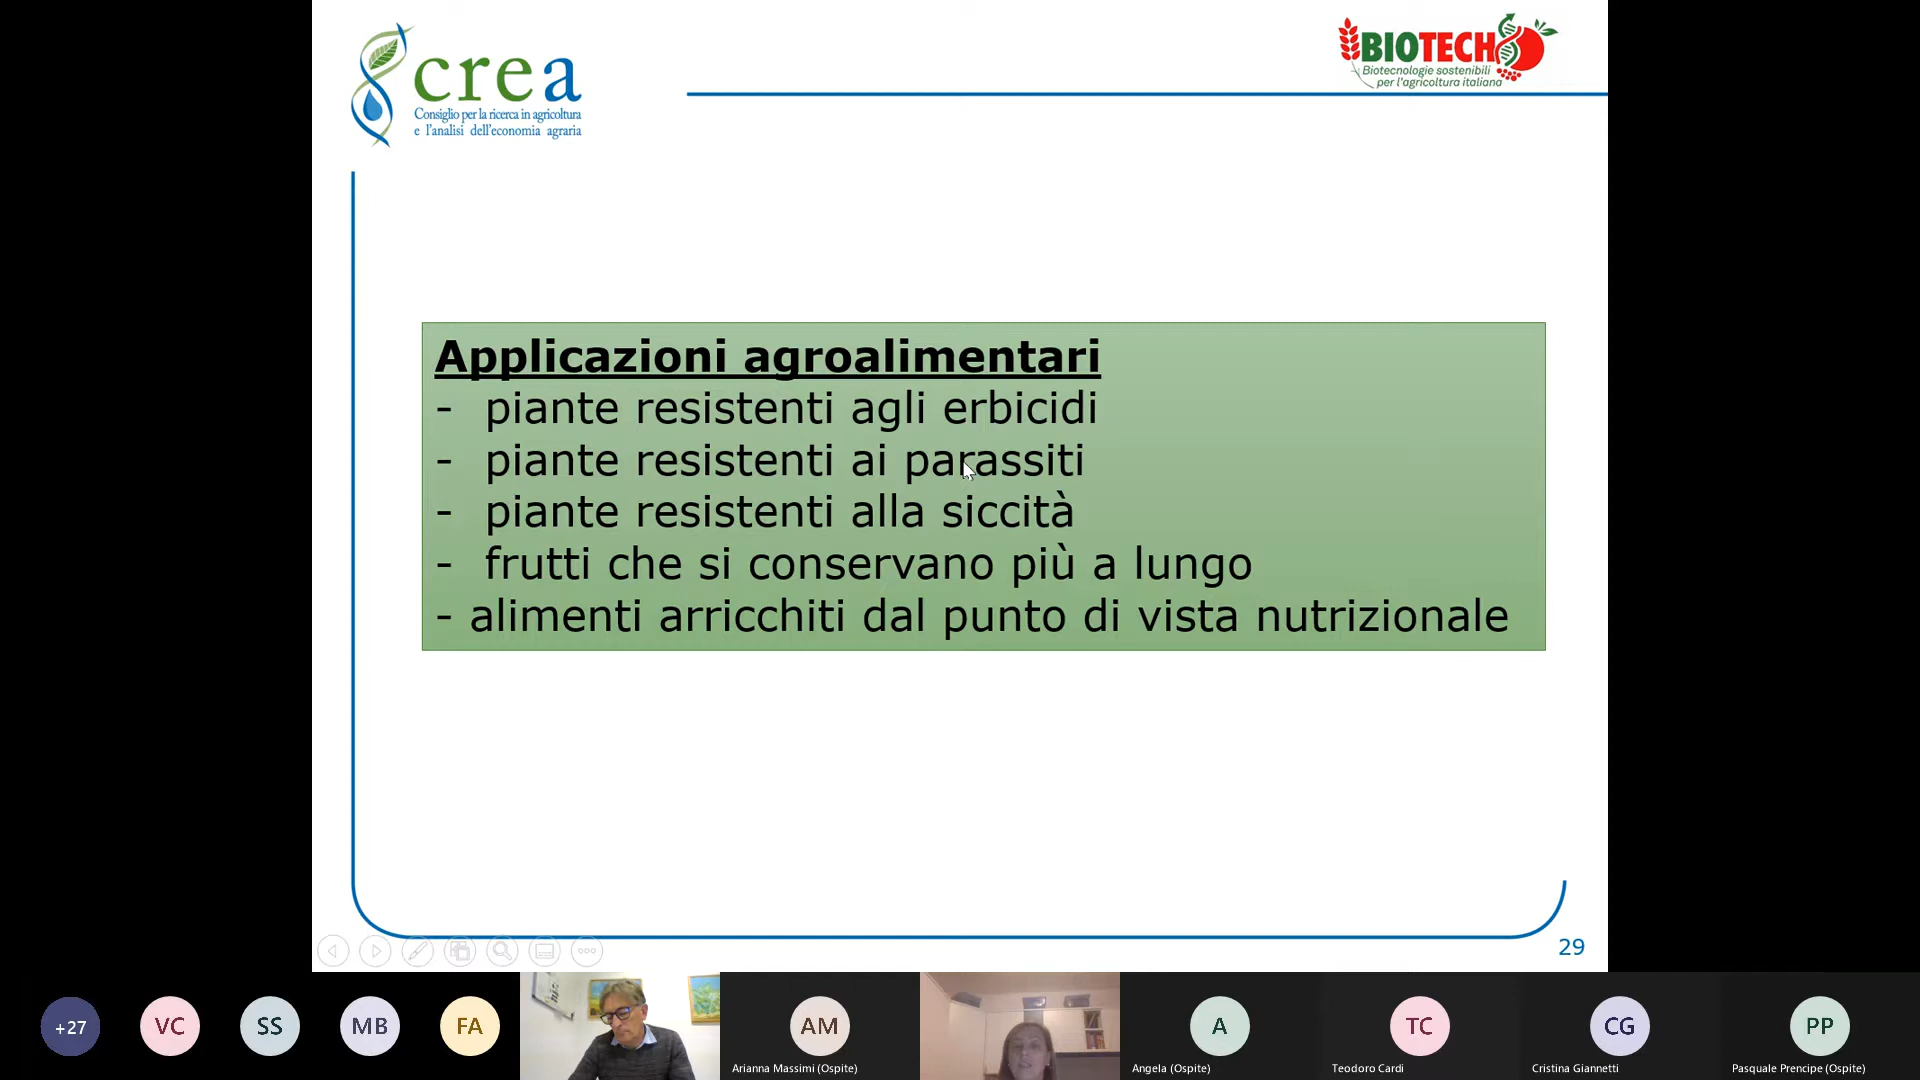 crea
Consiglio per la ricerca in agricoltura
e l'analisi dell'economia agraria
BIOTECH
Biotecnologie sostenibili
per l'agricoltura italiana
Applicazioni agroalimentari
- piante resistenti agli erbicidi
- piante resistenti ai parassiti
- piante resistenti alla siccità
- frutti che si conservano più a lungo
- alimenti arricchiti dal punto di vista nutrizionale
29
+27
VC
SS
MB
FA
AM
Arianna Massimi (Ospite)
A
Angela (Ospite)
TC
Teodoro Cardi
CG
Cristina Giannetti
PP
Pasquale Prencipe (Ospite)